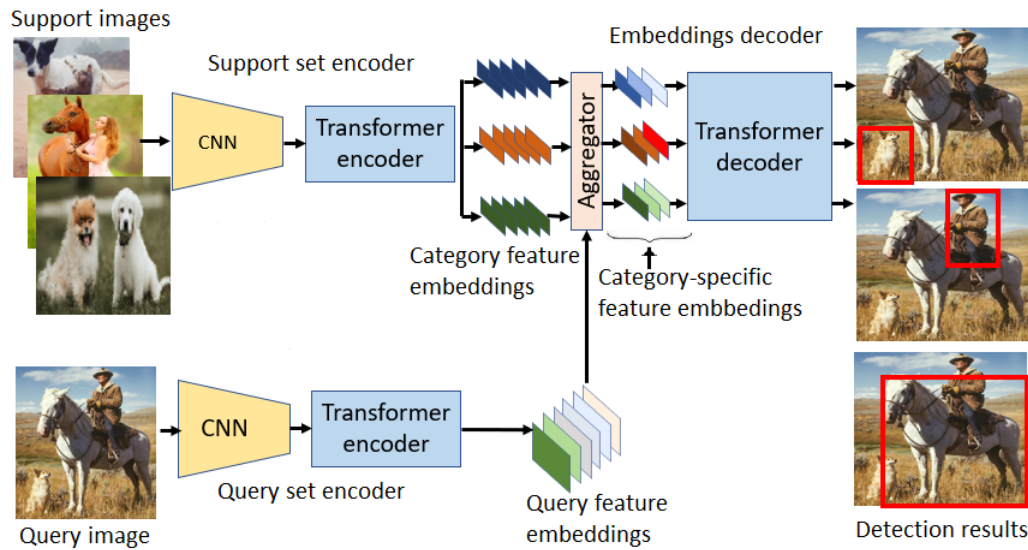 Support images
Support set encoder
CNN
Transformer
encoder
Category feature
embeddings
Aggregator
Embeddings decoder
Transformer
decoder
Category-specific
feature embbedings
Query image
CNN
Transformer
encoder
Query set encoder
Query feature
embeddings
Detection results